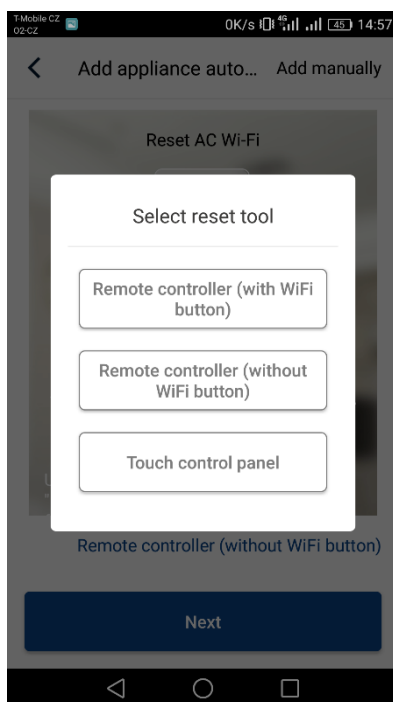 T-Mobile CZ
O2-CZ
0K/s 4G 45 14:57
Add appliance auto... Add manually
Reset AC Wi-Fi
Select reset tool
Remote controller (with WiFi
button)
Remote controller (without
WiFi button)
Touch control panel
Remote controller (without WiFi button)
Next